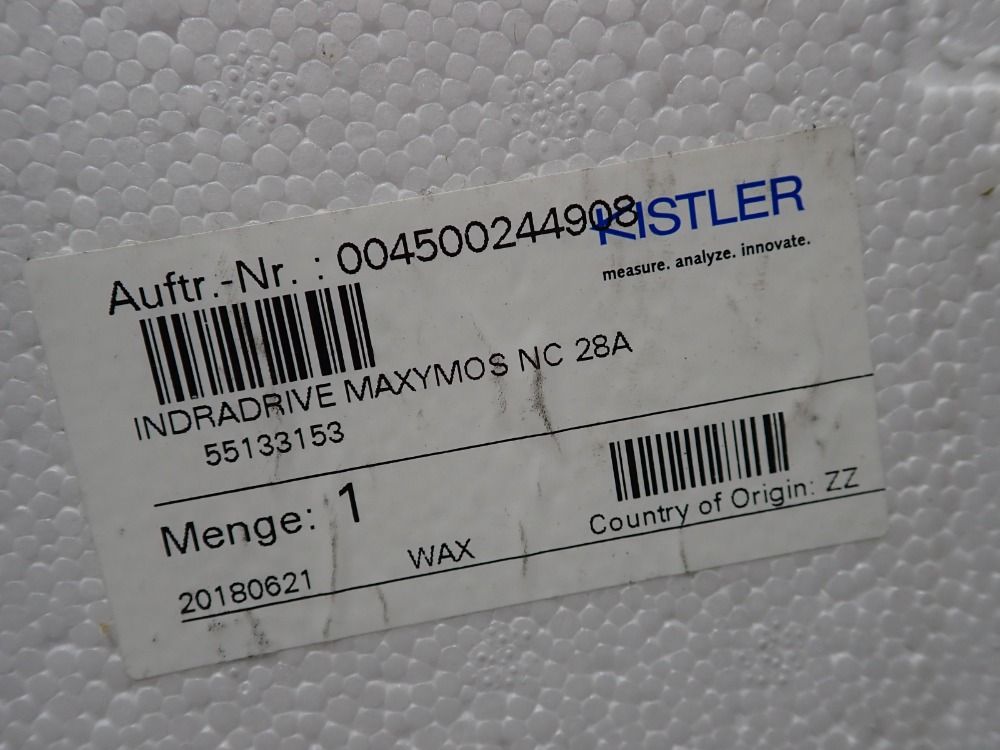 Auftr.-Nr. : 004500244908
KISTLER
measure. analyze. innovate.
INDRADRIVE MAXYMOS NC 28A
55133153
Menge: 1
Country of Origin: ZZ
20180621 WAX